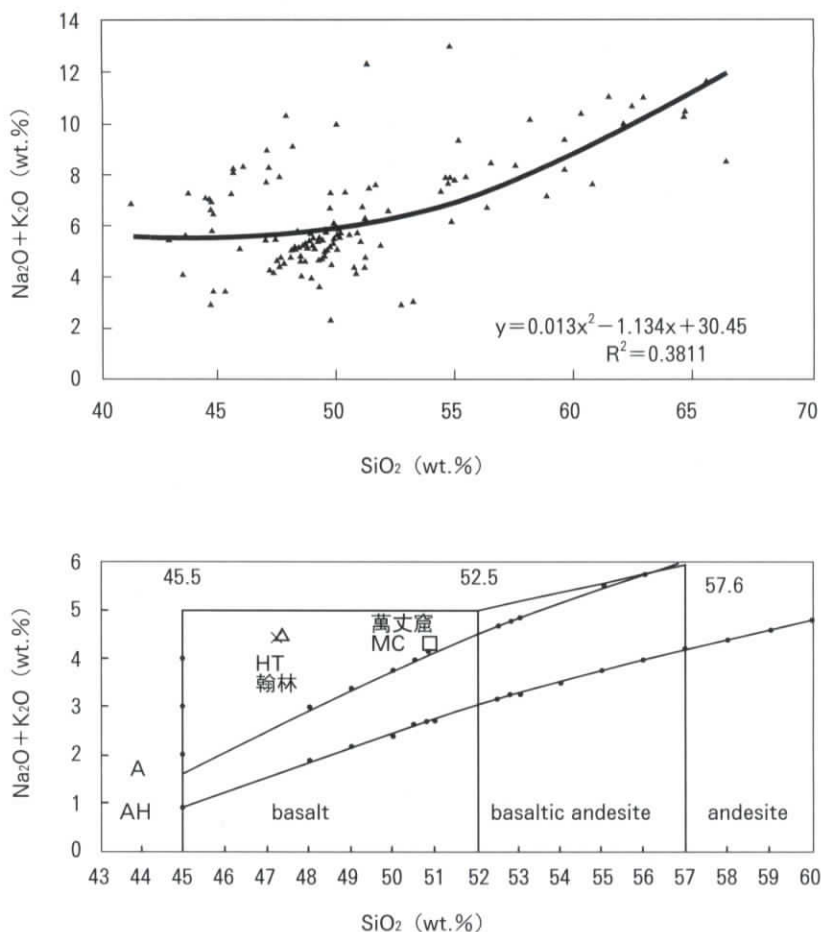 14
12
10
8
6
4
2
0
Na₂O+K₂O (wt.%)
y=0.013x²−1.134x+30.45
R²=0.3811
40 45 50 55 60 65 70
SiO₂ (wt.%)
6
5
4
3
2
1
0
Na₂O+K₂O (wt.%)
45.5
52.5
57.6
萬丈窟
MC
HT
翰林
A
AH
basalt
basaltic andesite
andesite
43 44 45 46 47 48 49 50 51 52 53 54 55 56 57 58 59 60
SiO₂ (wt.%)